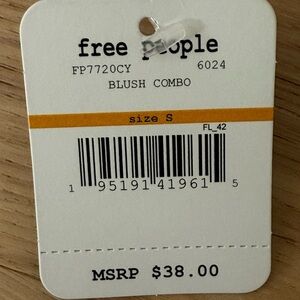 free people
FP7720CY 6024
BLUSH COMBO
size S
FL_42
1 95191 41961 5
MSRP $38.00